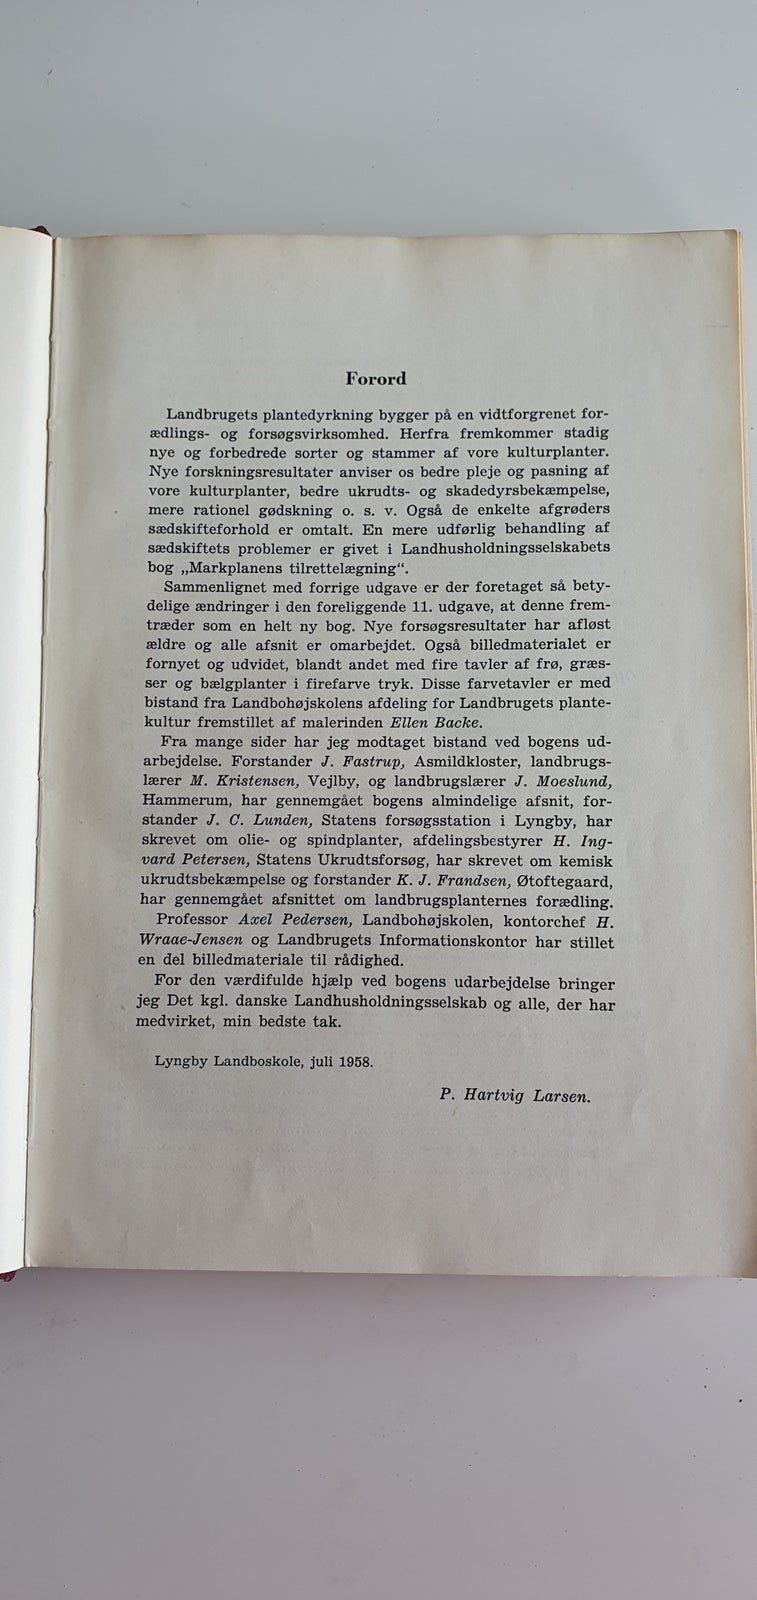 Forord
Landbrugets plantedyrkning bygger på en vidtforgrenet for-
ædlings- og forsøgsvirksomhed. Herfra fremkommer stadig
nye og forbedrede sorter og stammer af vore kulturplanter.
Nye forskningsresultater anviser os bedre pleje og pasning af
vore kulturplanter, bedre ukrudts- og skadedyrsbekæmpelse,
mere rationel gødskning o. s. v. Også de enkelte afgrøders
sædskifteforhold er omtalt. En mere udførlig behandling af
sædskiftets problemer er givet i Landhusholdningsselskabets
bog „Markplanens tilrettelægning“.
Sammenlignet med forrige udgave er der foretaget så bety-
delige ændringer i den foreliggende 11. udgave, at denne frem-
træder som en helt ny bog. Nye forsøgsresultater har afløst
ældre og alle afsnit er omarbejdet. Også billedmaterialet er
fornyet og udvidet, blandt andet med fire tavler af frø, græs-
ser og bælgplanter i firefarve tryk. Disse farvetavler er med
bistand fra Landbohøjskolens afdeling for Landbrugets plante-
kultur fremstillet af malerinden Ellen Backe.
Fra mange sider har jeg modtaget bistand ved bogens ud-
arbejdelse. Forstander J. Fastrup, Asmildkloster, landbrugs-
lærer M. Kristensen, Vejlby, og landbrugslærer J. Moeslund,
Hammerum, har gennemgået bogens almindelige afsnit, for-
stander J. C. Lunden, Statens forsøgsstation i Lyngby, har
skrevet om olie- og spindplanter, afdelingsbestyrer H. Ing-
vard Petersen, Statens Ukrudtsforsøg, har skrevet om kemisk
ukrudtsbekæmpelse og forstander K. J. Frandsen, Øtoftegaard,
har gennemgået afsnittet om landbrugsplanternes forædling.
Professor Axel Pedersen, Landbohøjskolen, kontorchef H.
Wraae-Jensen og Landbrugets Informationskontor har stillet
en del billedmateriale til rådighed.
For den værdifulde hjælp ved bogens udarbejdelse bringer
jeg Det kgl. danske Landhusholdningsselskab og alle, der har
medvirket, min bedste tak.
Lyngby Landboskole, juli 1958.
P. Hartvig Larsen.